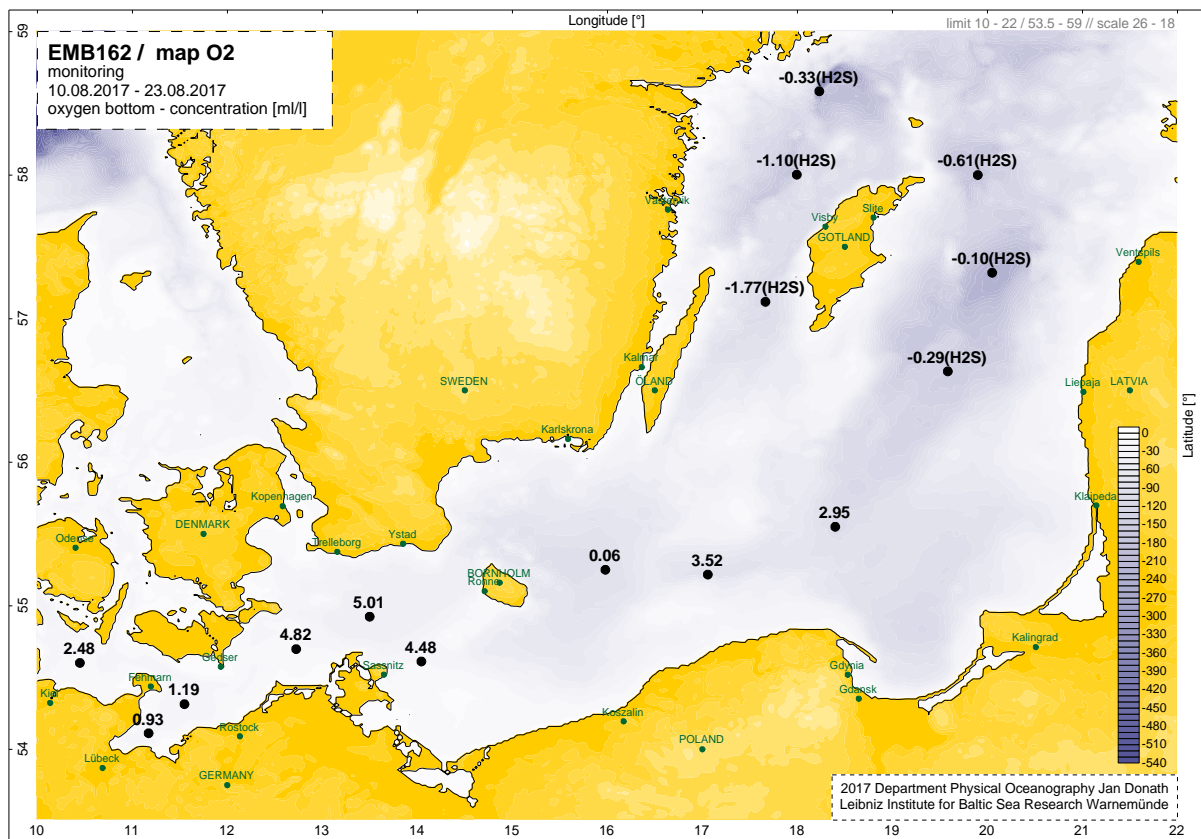 Longitude [°]
limit 10 - 22 / 53.5 - 59 // scale 26 - 18
EMB162 / map O2
monitoring
10.08.2017 - 23.08.2017
oxygen bottom - concentration [ml/l]
59
58
57
56
55
54
-0.33(H2S)
-1.10(H2S)
-0.61(H2S)
Västervik
Visby
Slite
GOTLAND
-0.10(H2S)
Ventspils
-1.77(H2S)
-0.29(H2S)
Kalmar
SWEDEN
ÖLAND
Liepaja
LATVIA
Latitude [°]
Karlskrona
Kopenhagen
Klaipeda
DENMARK
Odense
Trelleborg
Ystad
2.95
0.06
3.52
BORNHOLM
Ronne
5.01
4.82
4.48
2.48
Gedser
Sassnitz
Kalingrad
Fehmarn
Kiel
1.19
0.93
Gdynia
Gdansk
Rostock
Koszalin
Lübeck
POLAND
GERMANY
0
-30
-60
-90
-120
-150
-180
-210
-240
-270
-300
-330
-360
-390
-420
-450
-480
-510
-540
2017 Department Physical Oceanography Jan Donath
Leibniz Institute for Baltic Sea Research Warnemünde
10 11 12 13 14 15 16 17 18 19 20 21 22